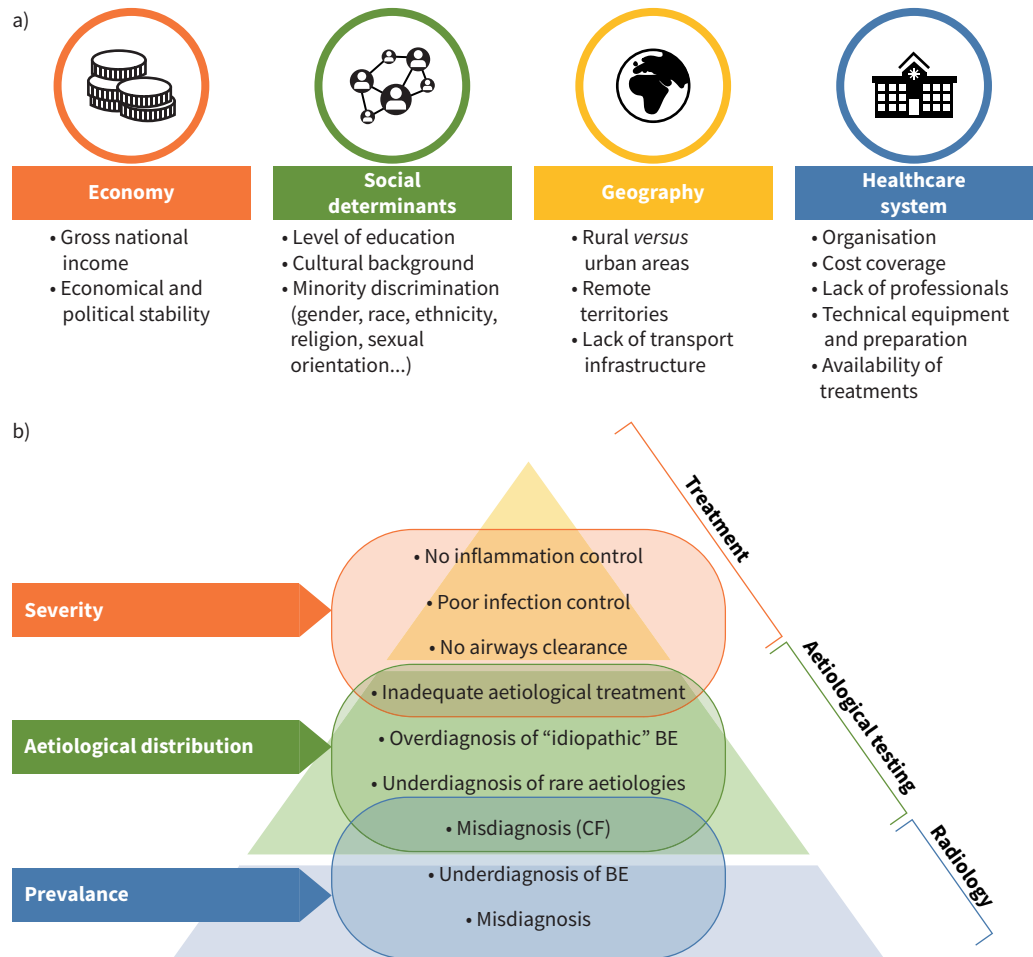 a)
Economy
• Gross national
income
• Economical and
political stability
Social
determinants
• Level of education
• Cultural background
• Minority discrimination
(gender, race, ethnicity,
religion, sexual
orientation...)
Geography
• Rural versus
urban areas
• Remote
territories
• Lack of transport
infrastructure
Healthcare
system
• Organisation
• Cost coverage
• Lack of professionals
• Technical equipment
and preparation
• Availability of
treatments
b)
Severity
• No inflammation control
• Poor infection control
• No airways clearance
Aetiological distribution
• Inadequate aetiological treatment
• Overdiagnosis of “idiopathic” BE
• Underdiagnosis of rare aetiologies
• Misdiagnosis (CF)
Prevalance
• Underdiagnosis of BE
• Misdiagnosis
Treatment
Aetiological testing
Radiology